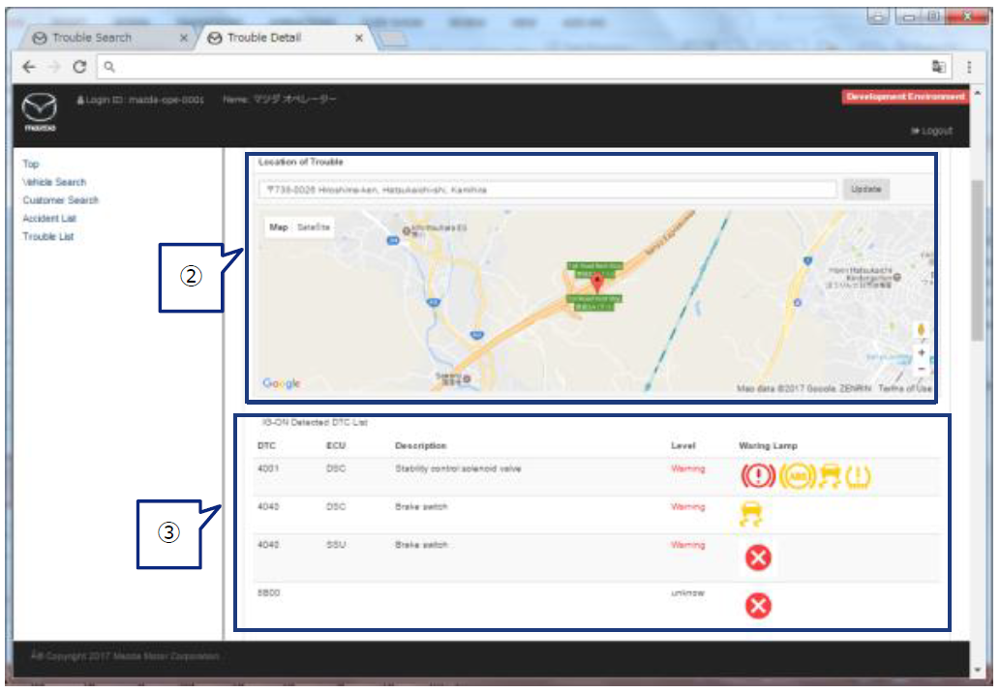 Trouble Search
Trouble Detail
Login ID: mazda-ope-0001 Name: マツダ オペレーター
Development Environment
Logout
mazda
Top
Vehicle Search
Customer Search
Accident List
Trouble List
Location of Trouble
〒738-0026 Hiroshima-ken, Hatsukaichi-shi, Kamihira
Update
Map Satellite
②
Google
Map data ©2017 Google, ZENRIN Terms of Use
IG-ON Detected DTC List
DTC ECU Description Level Waring Lamp
4001 DSC Stability control solenoid valve Warning
ABS
4040 DSC Brake switch Warning
③
4040 SSU Brake switch Warning
unknow
Copyright 2017 Mazda Motor Corporation